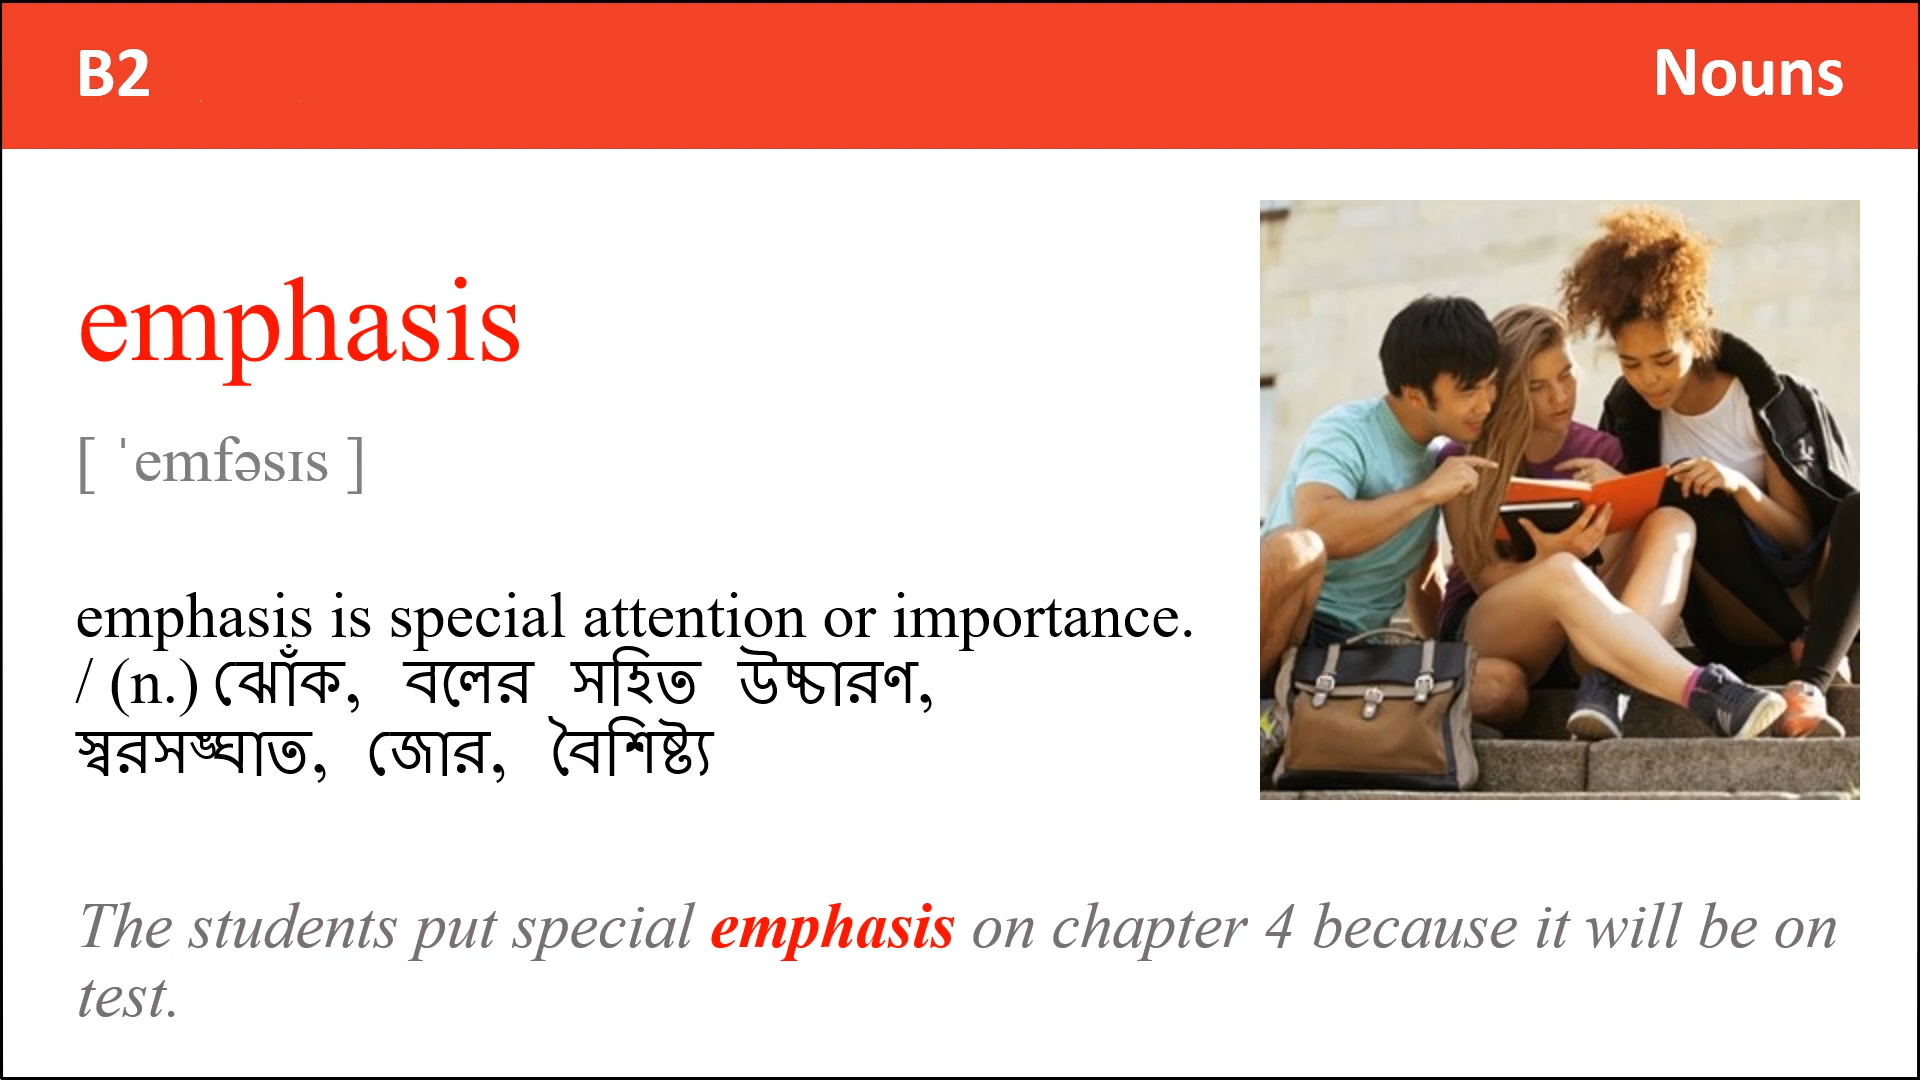 B2
Nouns
emphasis
[ ˈemfəsɪs ]
emphasis is special attention or importance.
/ (n.) ঝোঁক, বলের সহিত উচ্চারণ,
স্বরসঙ্ঘাত, জোর, বৈশিষ্ট্য
The students put special emphasis on chapter 4 because it will be on
test.